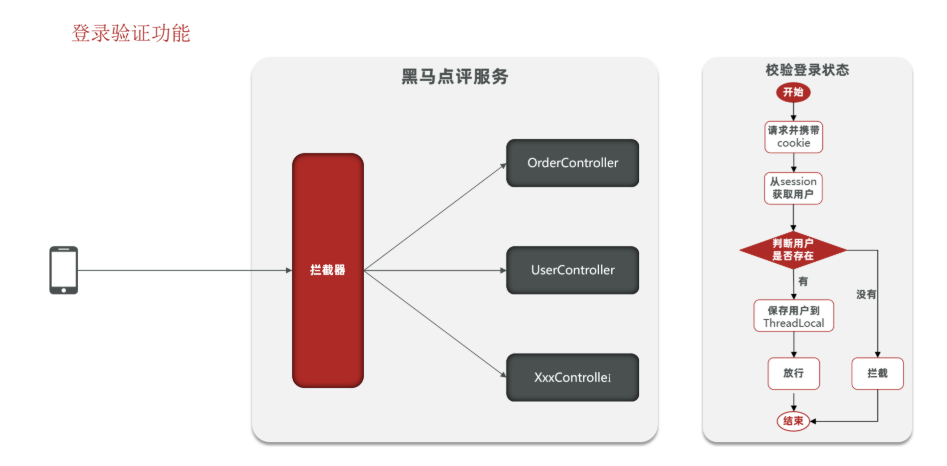 登录验证功能
黑马点评服务
拦截器
OrderController
UserController
XxxController
校验登录状态
开始
请求并携带
cookie
从session
获取用户
判断用户
是否存在
有
没有
保存用户到
ThreadLocal
放行
拦截
结束